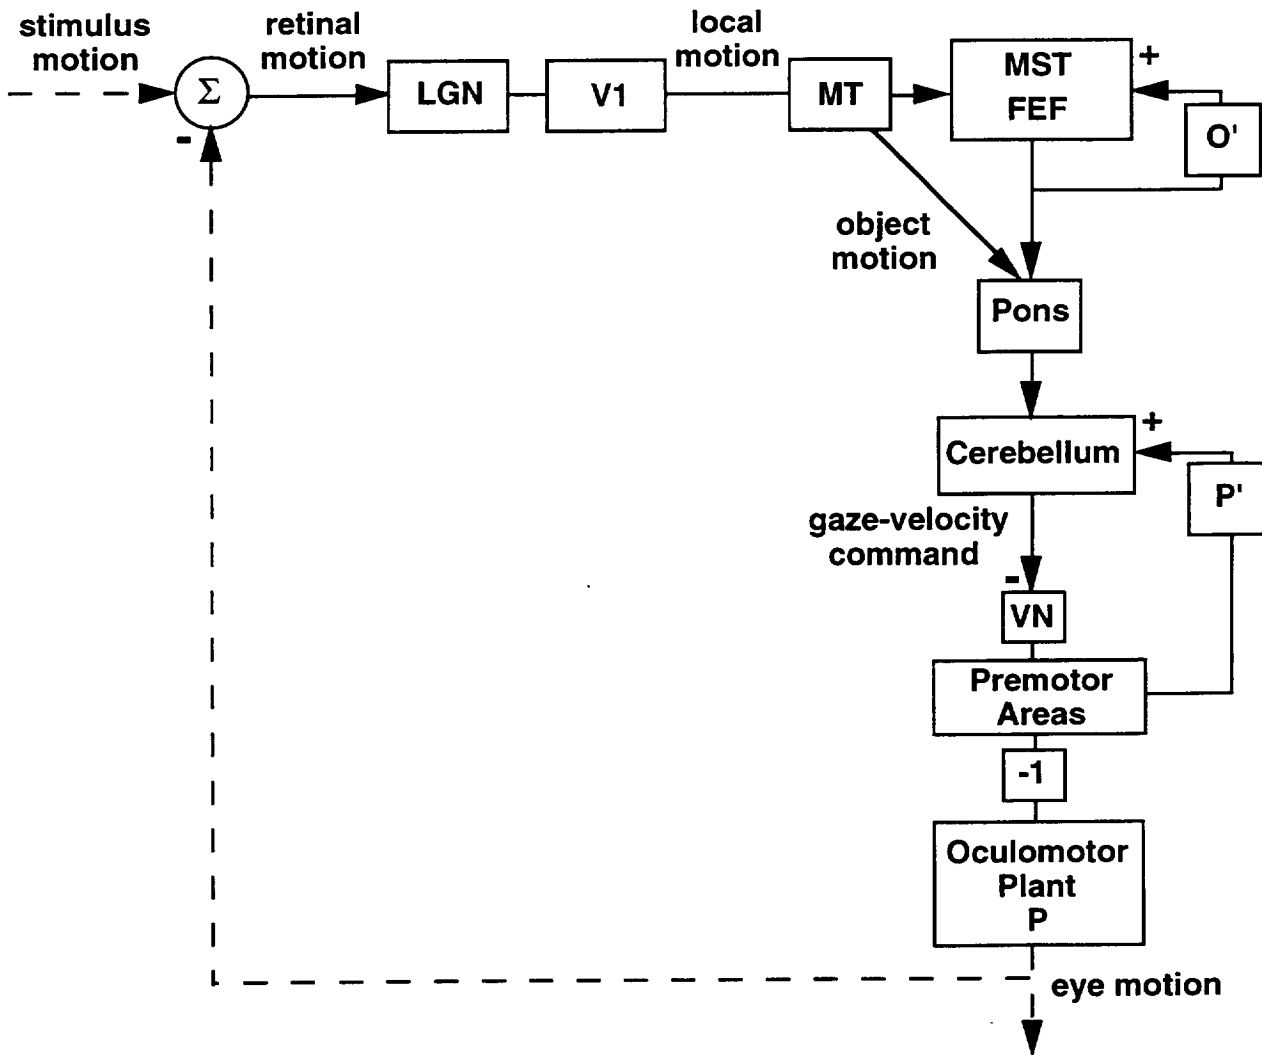 stimulus
motion
Σ
-
retinal
motion
LGN
V1
local
motion
MT
MST
FEF
+
O'
object
motion
Pons
Cerebellum
+
P'
gaze-velocity
command
-
VN
Premotor
Areas
-1
Oculomotor
Plant
P
eye motion